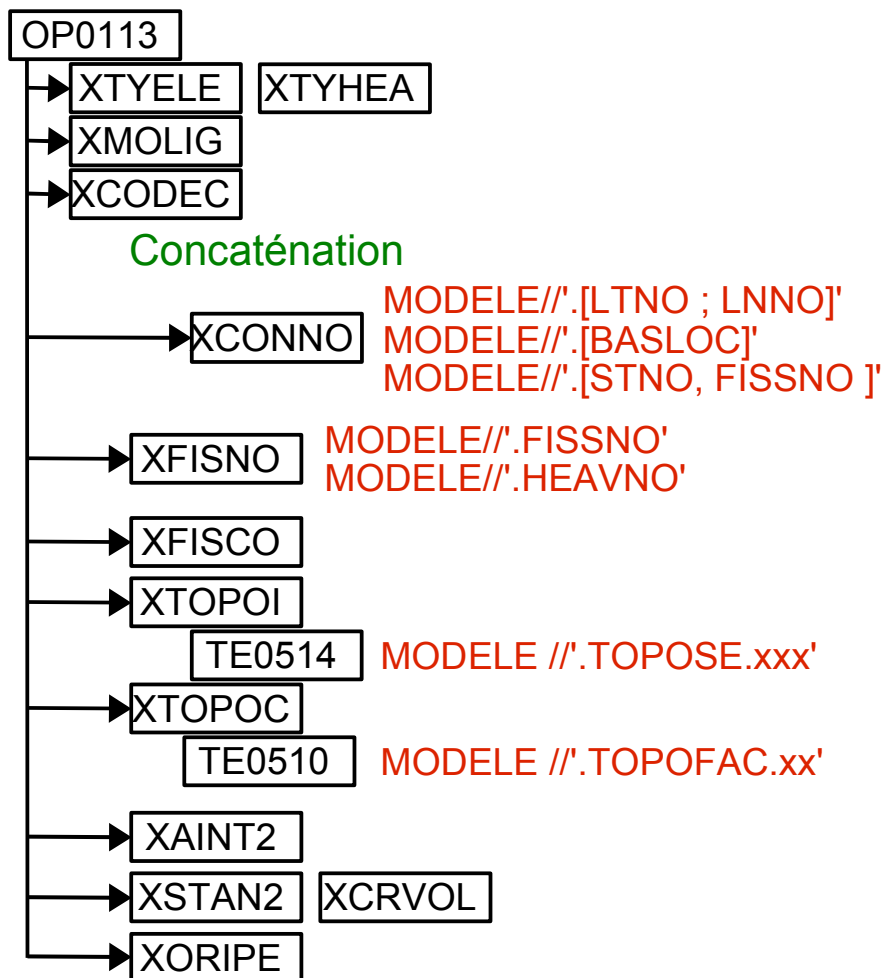 OP0113
XTYELE XTYHEA
XMOLIG
XCODEC
Concaténation
MODELE//'.[LTNO ; LNNO]'
XCONNO MODELE//'.[BASLOC]'
MODELE//'.[STNO, FISSNO ]'
XFISNO MODELE//'.FISSNO'
MODELE//'.HEAVNO'
XFISCO
XTOPOI
TE0514 MODELE //'.TOPOSE.xxx'
XTOPOC
TE0510 MODELE //'.TOPOFAC.xx'
XAINT2
XSTAN2 XCRVOL
XORIPE